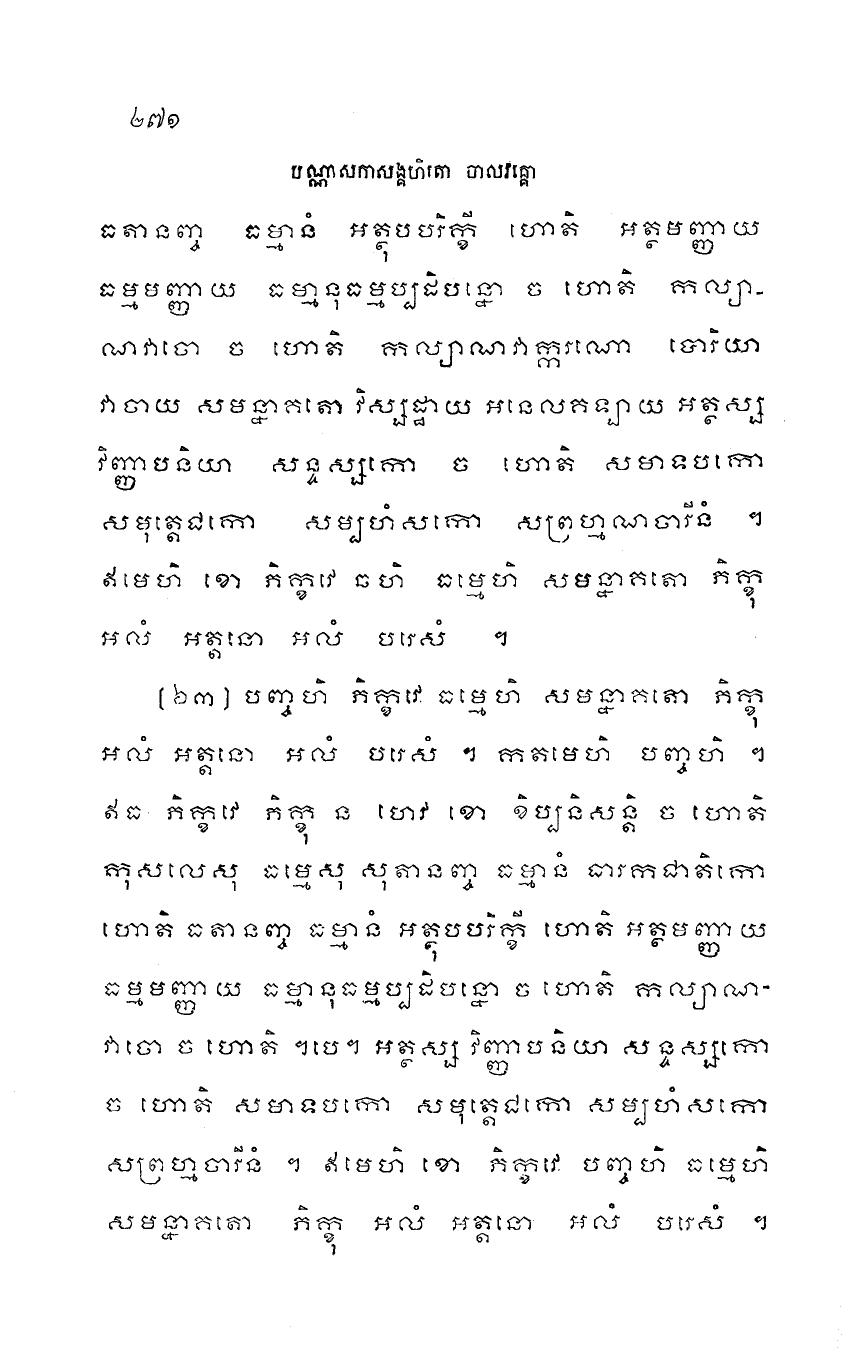 ២៧១
បណ្ណាសកាសង្គហិតោ ពាលវគ្គោ
ធតានញ្ច ធម្មានំ អត្ថុបបរិក្ខី ហោតិ អត្ថមញ្ញាយ
ធម្មមញ្ញាយ ធម្មានុធម្មប្បដិបន្នោ ច ហោតិ កល្យា-
ណវាចោ ច ហោតិ កល្យាណវាក្ករណោ បោរិយា
វាចាយ សមន្នាគតោ វិស្សដ្ឋាយ អនេលគឡាយ អត្ថស្ស
វិញ្ញាបនិយា សន្ទស្សកោ ច ហោតិ សមាទបកោ
សមុត្តេជកោ សម្បហំសកោ សព្រហ្មណចារីនំ ។
ឥមេហិ ខោ ភិក្ខវេ ឆហិ ធម្មេហិ សមន្នាគតោ ភិក្ខុ
អលំ អត្តនោ អលំ បរេសំ ។
[៦៣] បញ្ចហិ ភិក្ខវេ ធម្មេហិ សមន្នាគតោ ភិក្ខុ
អលំ អត្តនោ អលំ បរេសំ ។ កតមេហិ បញ្ចហិ ។
ឥធ ភិក្ខវេ ភិក្ខុ ន ហេវ ខោ ខិប្បនិសន្តិ ច ហោតិ
កុសលេសុ ធម្មេសុ សុតានញ្ច ធម្មានំ ធារកជាតិកោ
ហោតិ ធតានញ្ច ធម្មានំ អត្ថុបបរិក្ខី ហោតិ អត្ថមញ្ញាយ
ធម្មមញ្ញាយ ធម្មានុធម្មប្បដិបន្នោ ច ហោតិ កល្យាណ-
វាចោ ច ហោតិ ។បេ។ អត្ថស្ស វិញ្ញាបនិយា សន្ទស្សកោ
ច ហោតិ សមាទបកោ សមុត្តេជកោ សម្បហំសកោ
សព្រហ្មចារីនំ ។ ឥមេហិ ខោ ភិក្ខវេ បញ្ចហិ ធម្មេហិ
សមន្នាគតោ ភិក្ខុ អលំ អត្តនោ អលំ បរេសំ ។